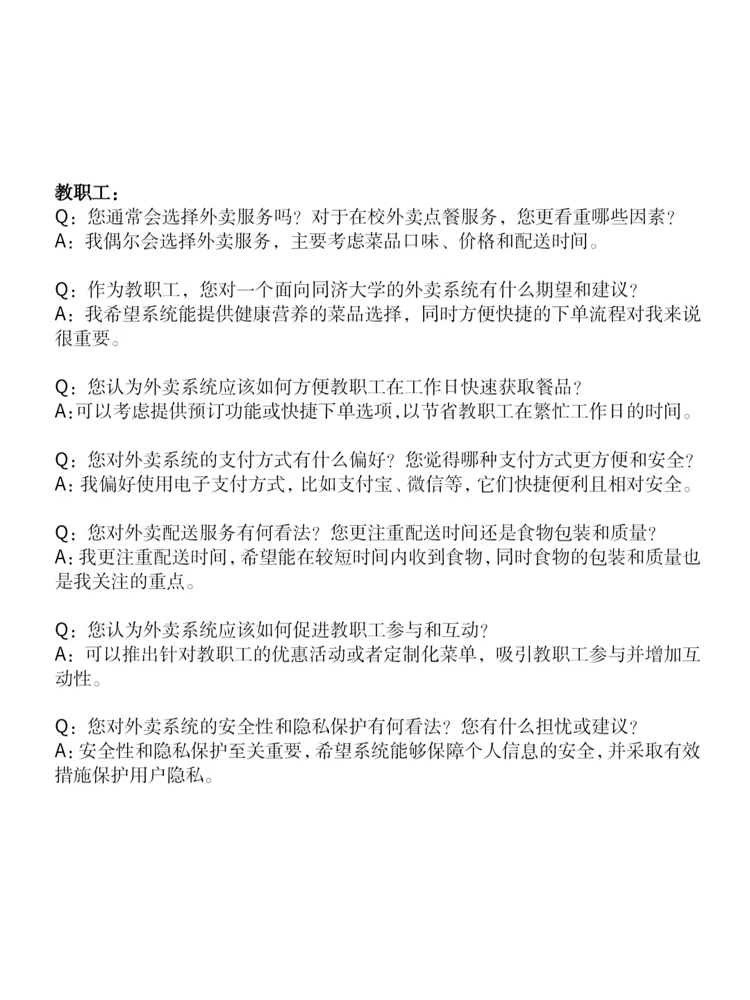 教职工：
Q：您通常会选择外卖服务吗？对于在校外卖点餐服务，您更看重哪些因素？
A：我偶尔会选择外卖服务，主要考虑菜品口味、价格和配送时间。
Q：作为教职工，您对一个面向同济大学的外卖系统有什么期望和建议？
A：我希望系统能提供健康营养的菜品选择，同时方便快捷的下单流程对我来说
很重要。
Q：您认为外卖系统应该如何方便教职工在工作日快速获取餐品？
A：可以考虑提供预订功能或快捷下单选项，以节省教职工在繁忙工作日的时间。
Q：您对外卖系统的支付方式有什么偏好？您觉得哪种支付方式更方便和安全？
A：我偏好使用电子支付方式，比如支付宝、微信等，它们快捷便利且相对安全。
Q：您对外卖配送服务有何看法？您更注重配送时间还是食物包装和质量？
A：我更注重配送时间，希望能在较短时间内收到食物，同时食物的包装和质量也
是我关注的重点。
Q：您认为外卖系统应该如何促进教职工参与和互动？
A：可以推出针对教职工的优惠活动或者定制化菜单，吸引教职工参与并增加互
动性。
Q：您对外卖系统的安全性和隐私保护有何看法？您有什么担忧或建议？
A：安全性和隐私保护至关重要，希望系统能够保障个人信息的安全，并采取有效
措施保护用户隐私。